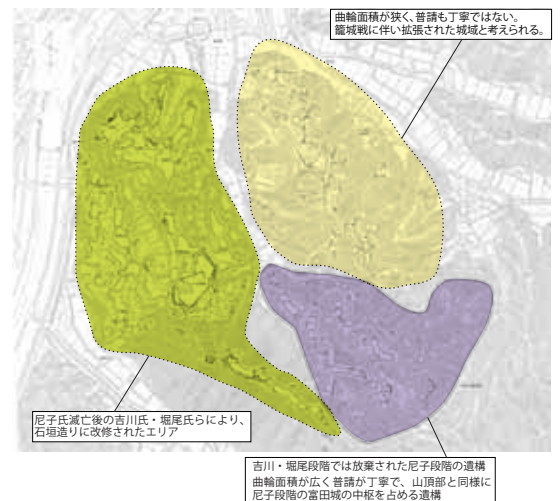 曲輪面積が狭く、普請も丁寧ではない。
籠城戦に伴い拡張された城域と考えられる。
尼子氏滅亡後の吉川氏・堀尾氏らにより、
石垣造りに改修されたエリア
吉川・堀尾段階では放棄された尼子段階の遺構
曲輪面積が広く普請が丁寧で、山頂部と同様に
尼子段階の富田城の中枢を占める遺構